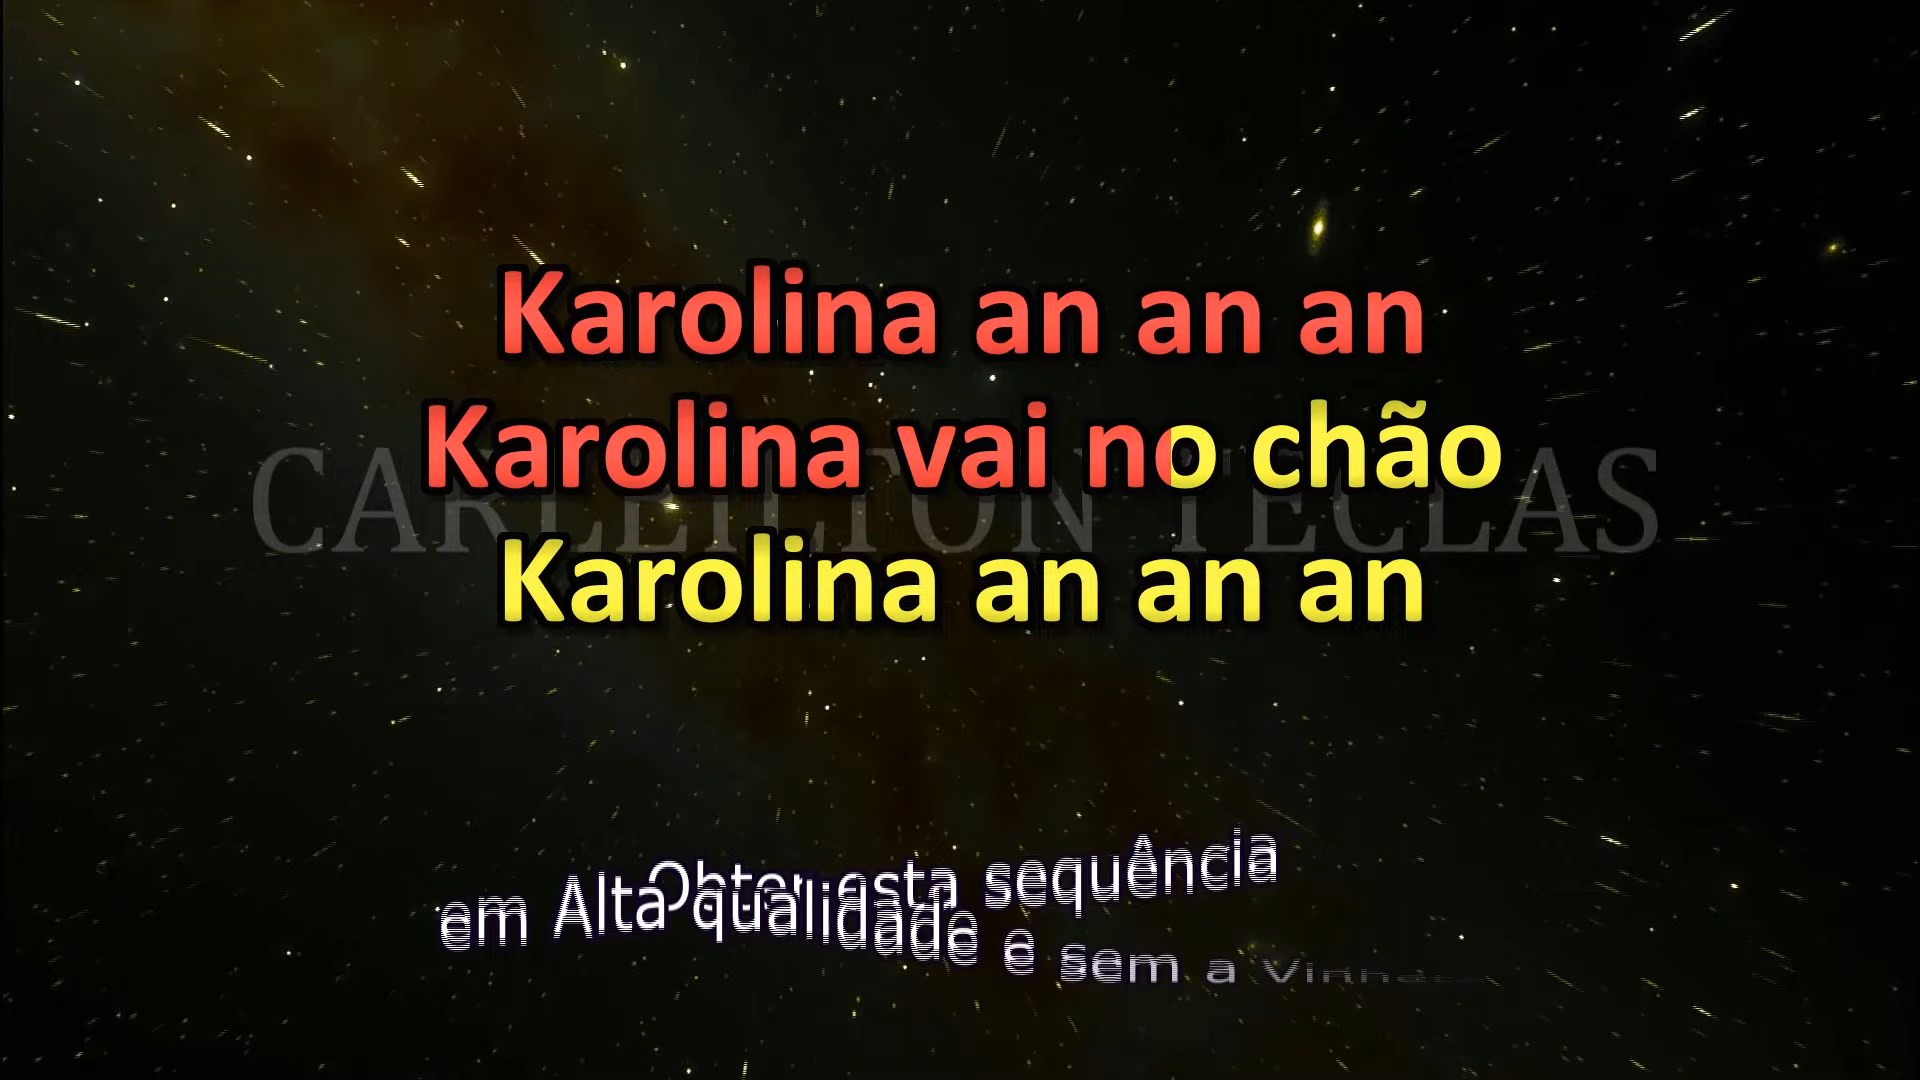 Karolina an an an
Karolina vai no chão
CARLEILTON TECLAS
Karolina an an an
Obter esta sequência
em Alta qualidade e sem a